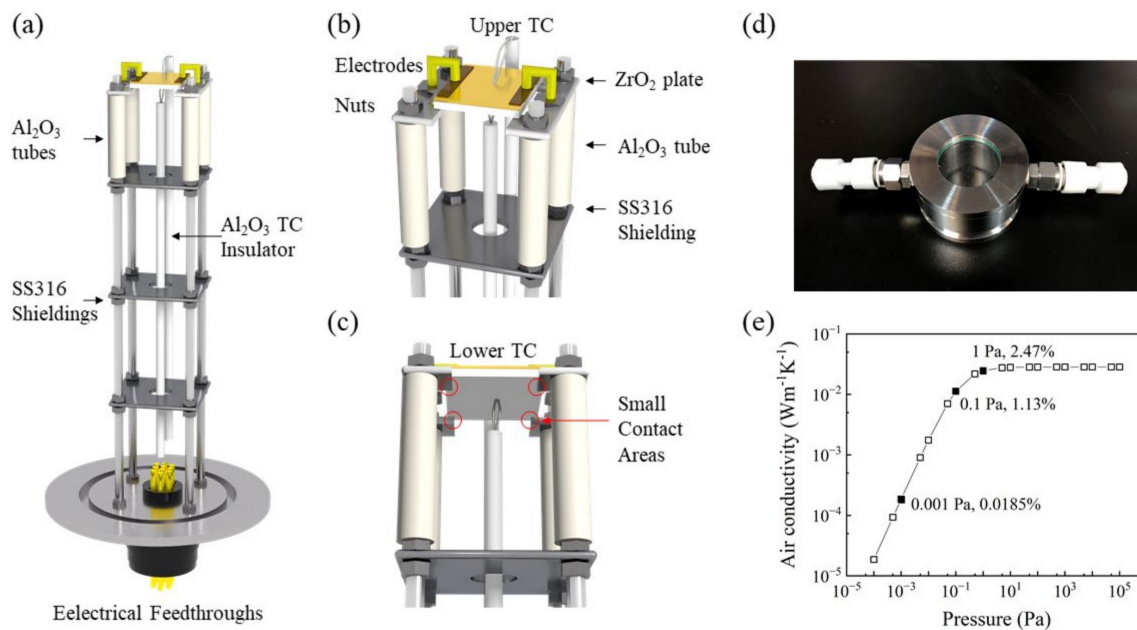 (a)
Al₂O₃
tubes
Al₂O₃ TC
Insulator
SS316
Shieldings
Eelectrical Feedthroughs
(b)
Upper TC
Electrodes
Nuts
ZrO₂ plate
Al₂O₃ tube
SS316
Shielding
(c)
Lower TC
Small
Contact
Areas
(d)
(e)
Air conductivity (Wm⁻¹K⁻¹)
10⁻¹
10⁻²
10⁻³
10⁻⁴
10⁻⁵
1 Pa, 2.47%
0.1 Pa, 1.13%
0.001 Pa, 0.0185%
10⁻⁵ 10⁻³ 10⁻¹ 10¹ 10³ 10⁵
Pressure (Pa)